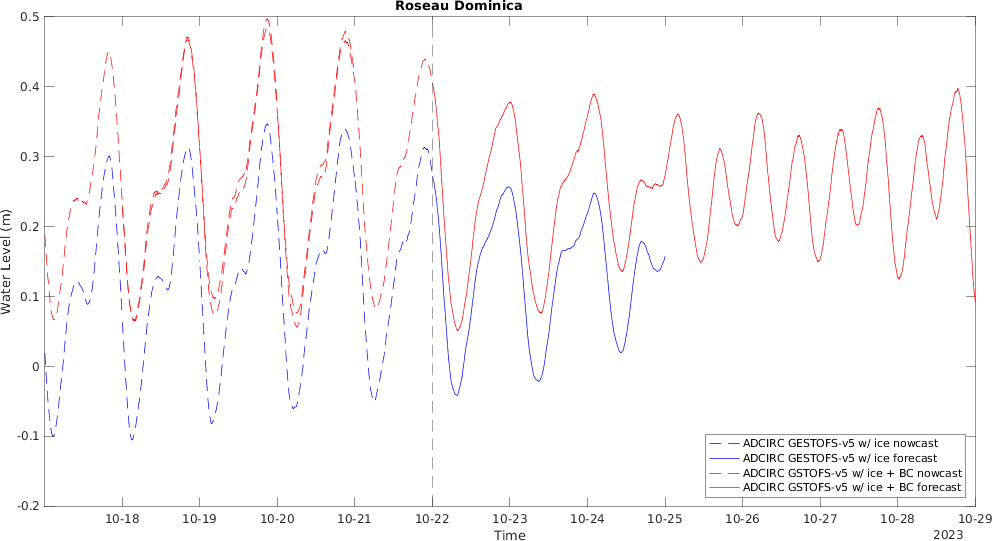 Roseau Dominica
0.5
0.4
0.3
0.2
0.1
0
-0.1
-0.2
Water Level (m)
10-18 10-19 10-20 10-21 10-22 10-23 10-24 10-25 10-26 10-27 10-28 10-29
Time
2023
ADCIRC GESTOFS-v5 w/ ice nowcast
ADCIRC GESTOFS-v5 w/ ice forecast
ADCIRC GSTOFS-v5 w/ ice + BC nowcast
ADCIRC GSTOFS-v5 w/ ice + BC forecast